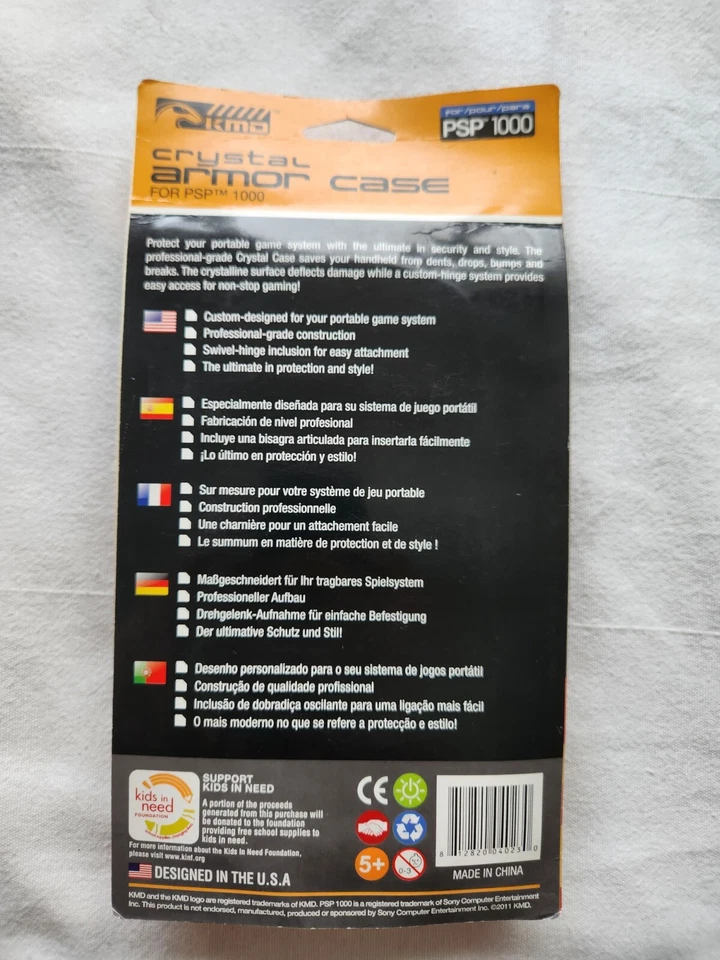 KMD
for/pour/para
PSP™ 1000
crystal
armor case
FOR PSP™ 1000
Protect your portable game system with the ultimate in security and style. The
professional-grade Crystal Case saves your handheld from dents, drops, bumps and
breaks. The crystalline surface deflects damage while a custom-hinge system provides
easy access for non-stop gaming!
Custom-designed for your portable game system
Professional-grade construction
Swivel-hinge inclusion for easy attachment
The ultimate in protection and style!
Especialmente diseñada para su sistema de juego portátil
Fabricación de nivel profesional
Incluye una bisagra articulada para insertarla fácilmente
¡Lo último en protección y estilo!
Sur mesure pour votre système de jeu portable
Construction professionnelle
Une charnière pour un attachement facile
Le summum en matière de protection et de style !
Maßgeschneidert für Ihr tragbares Spielsystem
Professioneller Aufbau
Drehgelenk-Aufnahme für einfache Befestigung
Der ultimative Schutz und Stil!
Desenho personalizado para o seu sistema de jogos portátil
Construção de qualidade profissional
Inclusão de dobradiça oscilante para uma ligação mais fácil
O mais moderno no que se refere a protecção e estilo!
kids in
need
FOUNDATION
SUPPORT
KIDS IN NEED
A portion of the proceeds
generated from this purchase will
be donated to the foundation
providing free school supplies to
kids in need.
For more information about the Kids In Need Foundation,
please visit www.kinf.org
DESIGNED IN THE U.S.A
CE
5+
0-3
8 12820 04023 0
MADE IN CHINA
KMD and the KMD logo are registered trademarks of KMD. PSP 1000 is a registered trademark of Sony Computer Entertainment
Inc. This product is not endorsed, manufactured, produced or sponsored by Sony Computer Entertainment Inc. ©2011 KMD.